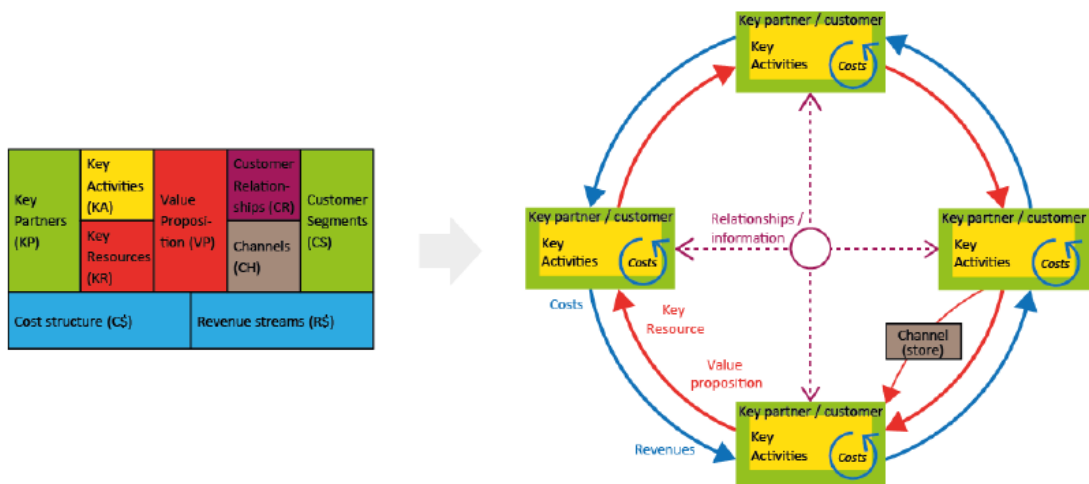 Key
Partners
(KP)
Key
Activities
(KA)
Key
Resources
(KR)
Value
Proposi-
tion (VP)
Customer
Relation-
ships (CR)
Channels
(CH)
Customer
Segments
(CS)
Cost structure (C$)
Revenue streams (R$)
Key partner / customer
Key
Activities
Costs
Key partner / customer
Key
Activities
Costs
Relationships /
information
Key partner / customer
Key
Activities
Costs
Costs
Key
Resource
Channel
(store)
Value
proposition
Revenues
Key partner / customer
Key
Activities
Costs